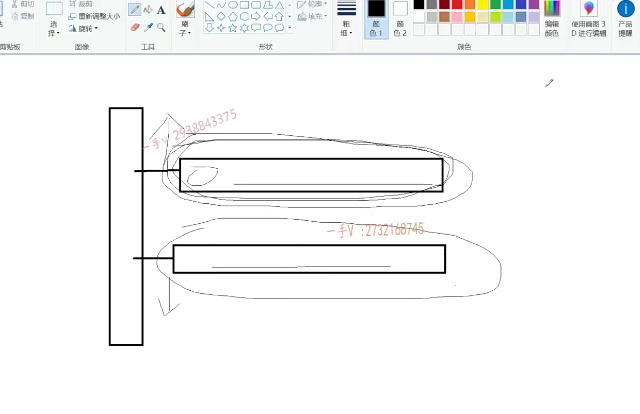 剪切
复制
剪贴板
选
择
裁剪
重新调整大小
旋转
图像
A
工具
刷
子
轮廓
填充
形状
粗
细
颜
色 1
颜
色 2
颜色
编辑
颜色
使用画图 3
D 进行编辑
产品
提醒
一手v 2938843375
一手V :2732168745